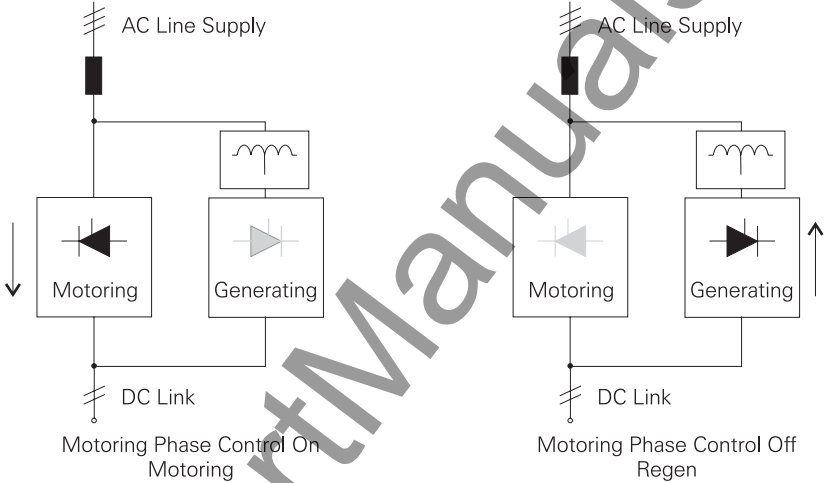 AC Line Supply
Motoring
Generating
DC Link
Motoring Phase Control On
Motoring
AC Line Supply
Motoring
Generating
DC Link
Motoring Phase Control Off
Regen
rtManuals